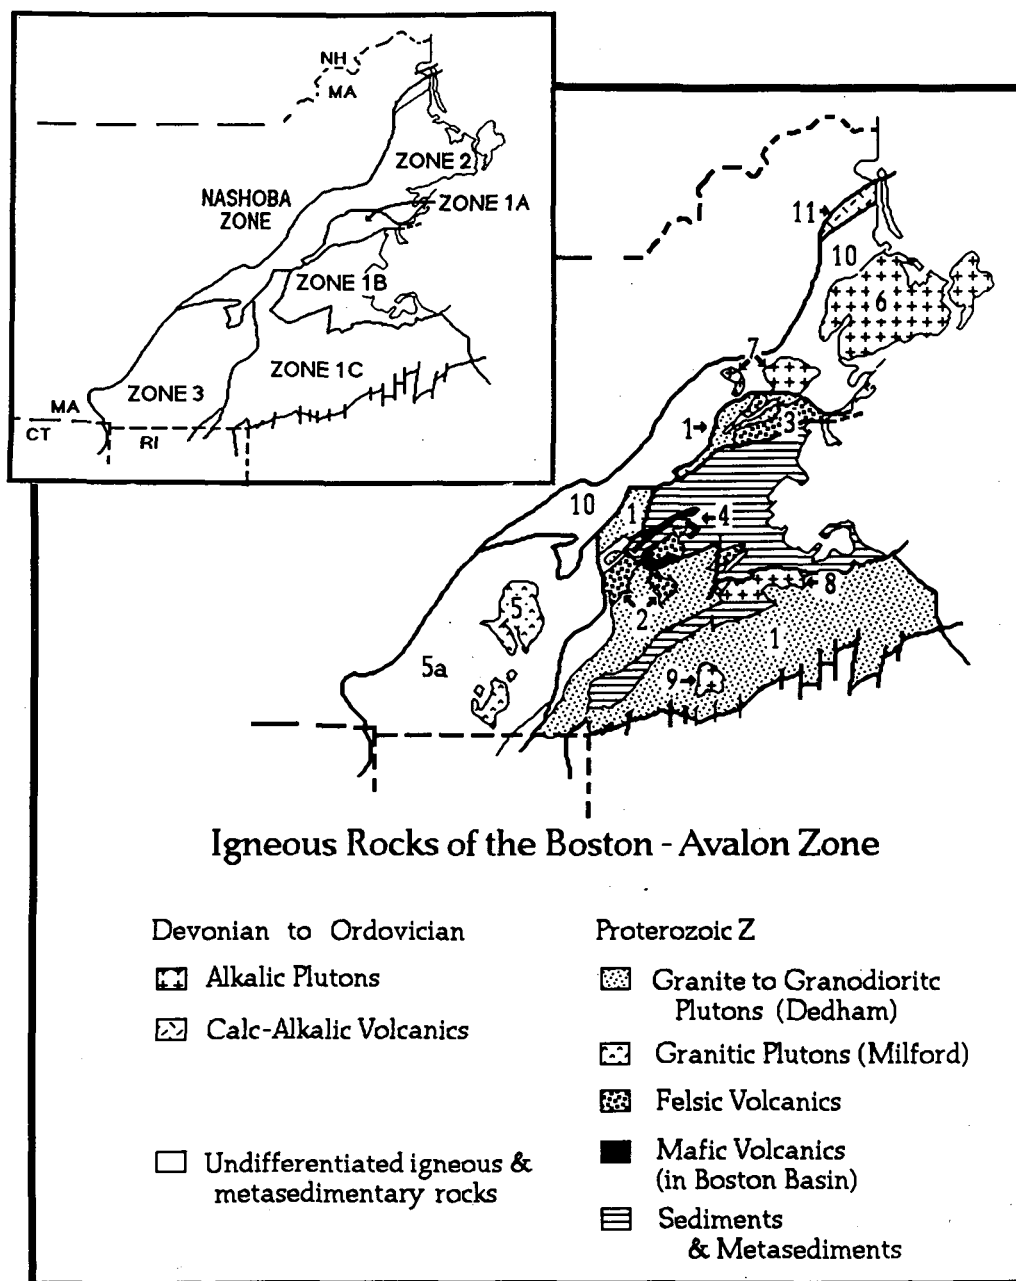 NH
MA
ZONE 2
NASHOBA
ZONE
ZONE 1A
ZONE 1B
ZONE 1C
ZONE 3
MA
CT
RI
11
10
6
7
1
3
10
1
4
5
2
8
1
5a
9
Igneous Rocks of the Boston - Avalon Zone
Devonian to Ordovician
Alkalic Plutons
Calc-Alkalic Volcanics
Undifferentiated igneous &
metasedimentary rocks
Proterozoic Z
Granite to Granodioritc
Plutons (Dedham)
Granitic Plutons (Milford)
Felsic Volcanics
Mafic Volcanics
(in Boston Basin)
Sediments
& Metasediments